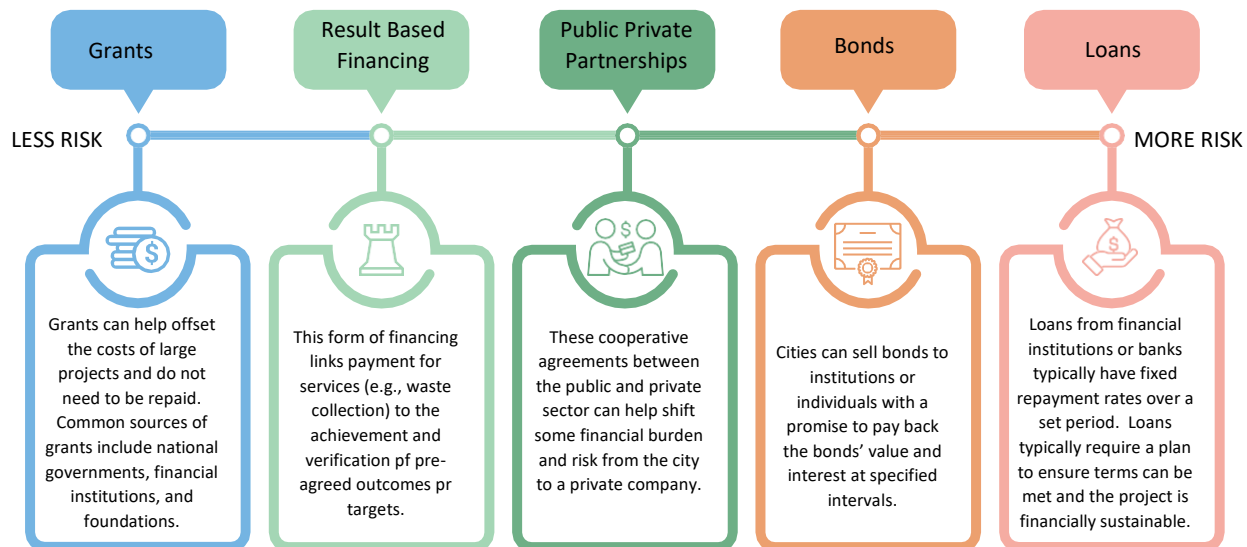 Grants
Result Based
Financing
Public Private
Partnerships
Bonds
Loans
LESS RISK
MORE RISK
$
Grants can help offset
the costs of large
projects and do not
need to be repaid.
Common sources of
grants include national
governments, financial
institutions, and
foundations.
This form of financing
links payment for
services (e.g., waste
collection) to the
achievement and
verification pf pre-
agreed outcomes pr
targets.
$
These cooperative
agreements between
the public and private
sector can help shift
some financial burden
and risk from the city
to a private company.
Cities can sell bonds to
institutions or
individuals with a
promise to pay back
the bonds’ value and
interest at specified
intervals.
$
Loans from financial
institutions or banks
typically have fixed
repayment rates over a
set period.  Loans
typically require a plan
to ensure terms can be
met and the project is
financially sustainable.